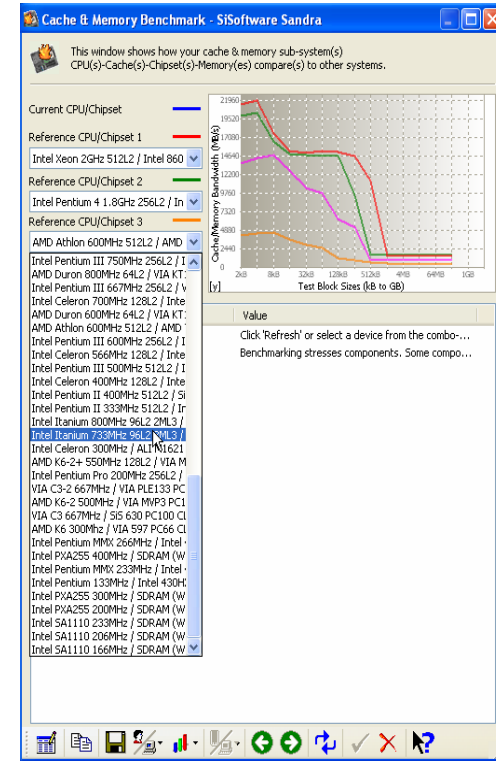 Cache & Memory Benchmark - SiSoftware Sandra
This window shows how your cache & memory sub-system(s)
CPU(s)-Cache(s)-Chipset(s)-Memory(es) compare(s) to other systems.
Current CPU/Chipset
Reference CPU/Chipset 1
Intel Xeon 2GHz 512L2 / Intel 860
Reference CPU/Chipset 2
Intel Pentium 4 1.8GHz 256L2 / In
Reference CPU/Chipset 3
AMD Athlon 600MHz 512L2 / AMD
Cache/Memory Bandwidth (MB/s)
21960
19520
17080
14640
12200
9760
7320
4880
2440
0
2kB 8kB 32kB 128kB 512kB 4MB 64MB 1GB
[y] Test Block Sizes (kB to GB)
Value
Click 'Refresh' or select a device from the combo-...
Benchmarking stresses components. Some compo...
Intel Pentium III 750MHz 256L2 / I
AMD Duron 800MHz 64L2 / VIA KT:
Intel Pentium III 667MHz 256L2 / V
Intel Celeron 700MHz 128L2 / Inte
AMD Duron 600MHz 64L2 / VIA KT:
AMD Athlon 600MHz 512L2 / AMD
Intel Pentium III 600MHz 256L2 / I
Intel Celeron 566MHz 128L2 / Inte
Intel Pentium III 500MHz 512L2 / I
Intel Celeron 400MHz 128L2 / Inte
Intel Pentium II 400MHz 512L2 / Si
Intel Pentium II 333MHz 512L2 / In
Intel Itanium 800MHz 96L2 2ML3 /
Intel Itanium 733MHz 96L2 2ML3 /
Intel Celeron 300MHz / ALI M1621
AMD K6-2+ 550MHz 128L2 / VIA M
Intel Pentium Pro 200MHz 256L2 /
VIA C3-2 667MHz / VIA PLE133 PC
AMD K6-2 500MHz / VIA MVP3 PC1
VIA C3 667MHz / SiS 630 PC100 CL
AMD K6 300Mhz / VIA 597 PC66 CL
Intel Pentium MMX 266MHz / Intel
Intel PXA255 400MHz / SDRAM (W
Intel Pentium MMX 233MHz / Intel
Intel Pentium 133MHz / Intel 430H
Intel PXA255 300MHz / SDRAM (W
Intel PXA255 200MHz / SDRAM (W
Intel SA1110 233MHz / SDRAM (W
Intel SA1110 206MHz / SDRAM (W
Intel SA1110 166MHz / SDRAM (W